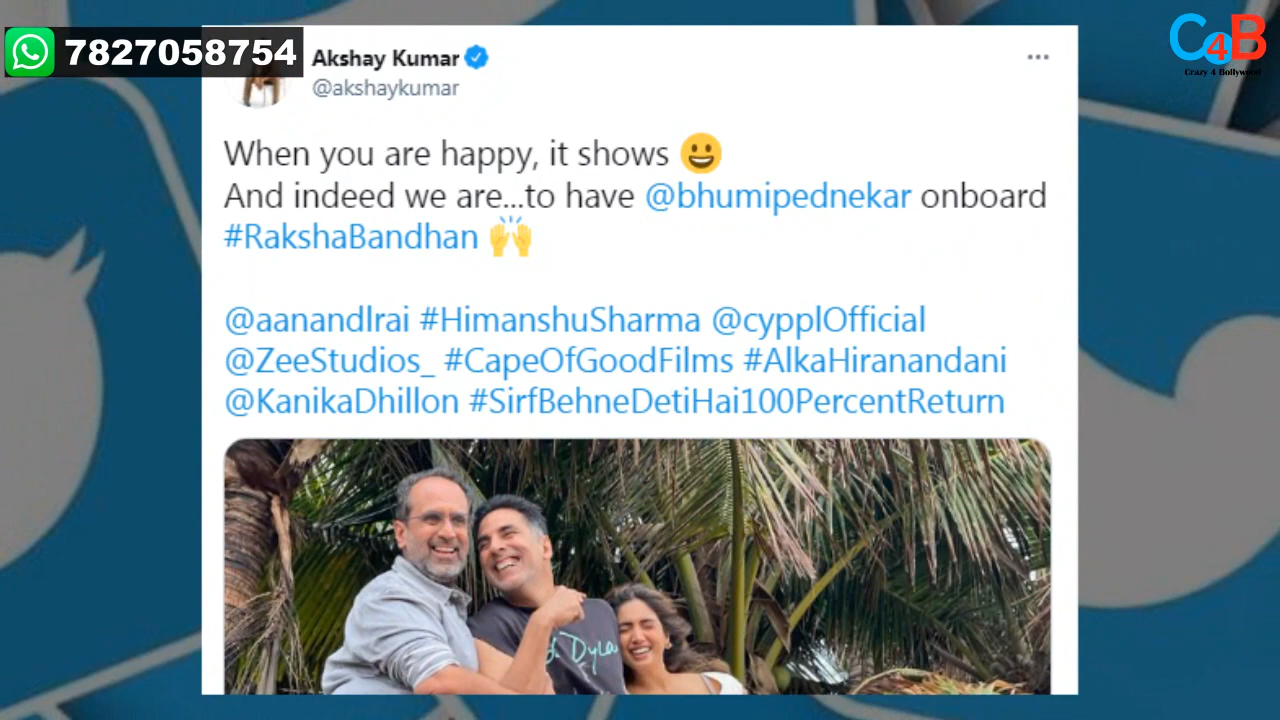 7827058754
C4B
Crazy 4 Bollywood
Akshay Kumar
@akshaykumar
When you are happy, it shows 😀
And indeed we are...to have @bhumipednekar onboard
#RakshaBandhan 🙌
@aanandlrai #HimanshuSharma @cypplOfficial
@ZeeStudios_ #CapeOfGoodFilms #AlkaHiranandani
@KanikaDhillon #SirfBehneDetiHai100PercentReturn
Dyla